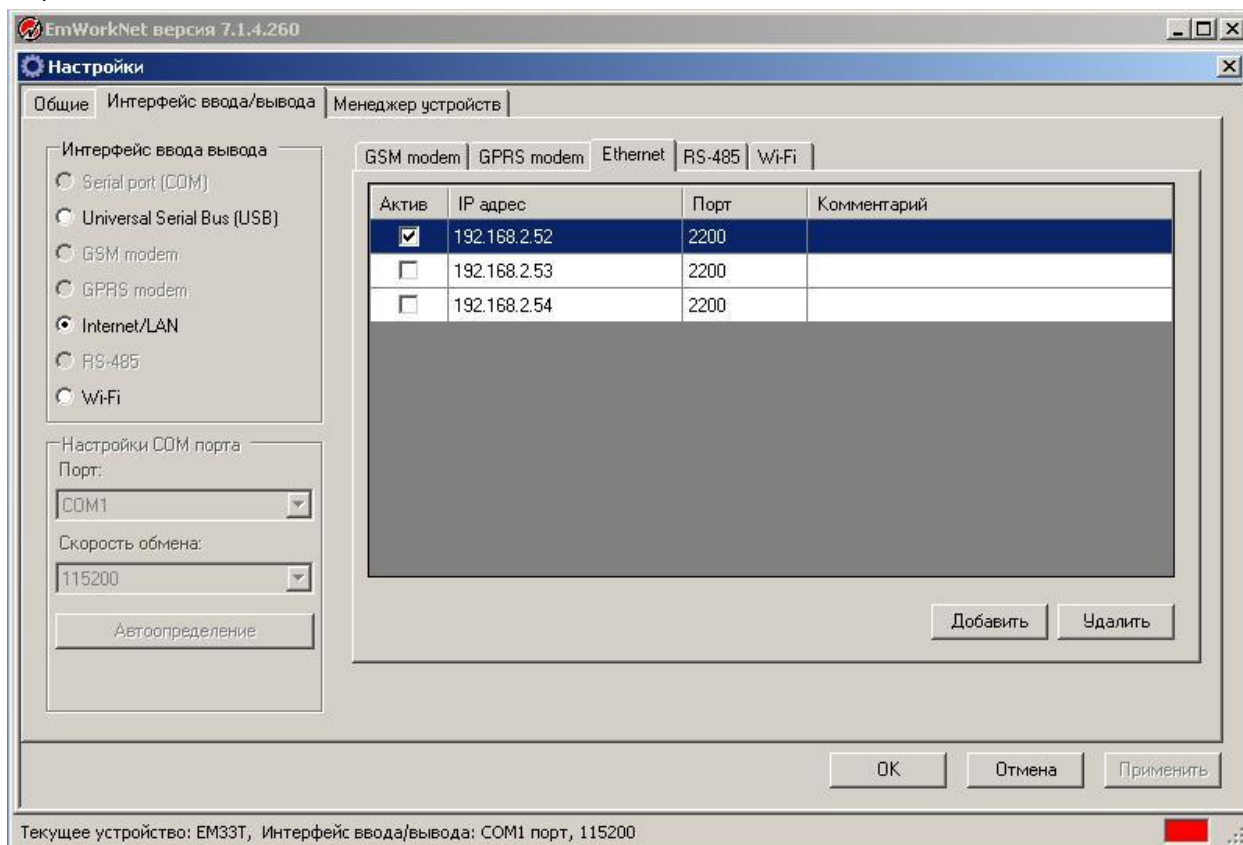 EmWorkNet версия 7.1.4.260
Настройки
Общие Интерфейс ввода/вывода Менеджер устройств
Интерфейс ввода вывода
Serial port (COM)
Universal Serial Bus (USB)
GSM modem
GPRS modem
Internet/LAN
RS-485
Wi-Fi
Настройки COM порта
Порт:
COM1
Скорость обмена:
115200
Автоопределение
GSM modem GPRS modem Ethernet RS-485 Wi-Fi
Актив IP адрес Порт Комментарий
192.168.2.52 2200
192.168.2.53 2200
192.168.2.54 2200
Добавить Удалить
OK Отмена Применить
Текущее устройство: EM33T, Интерфейс ввода/вывода: COM1 порт, 115200